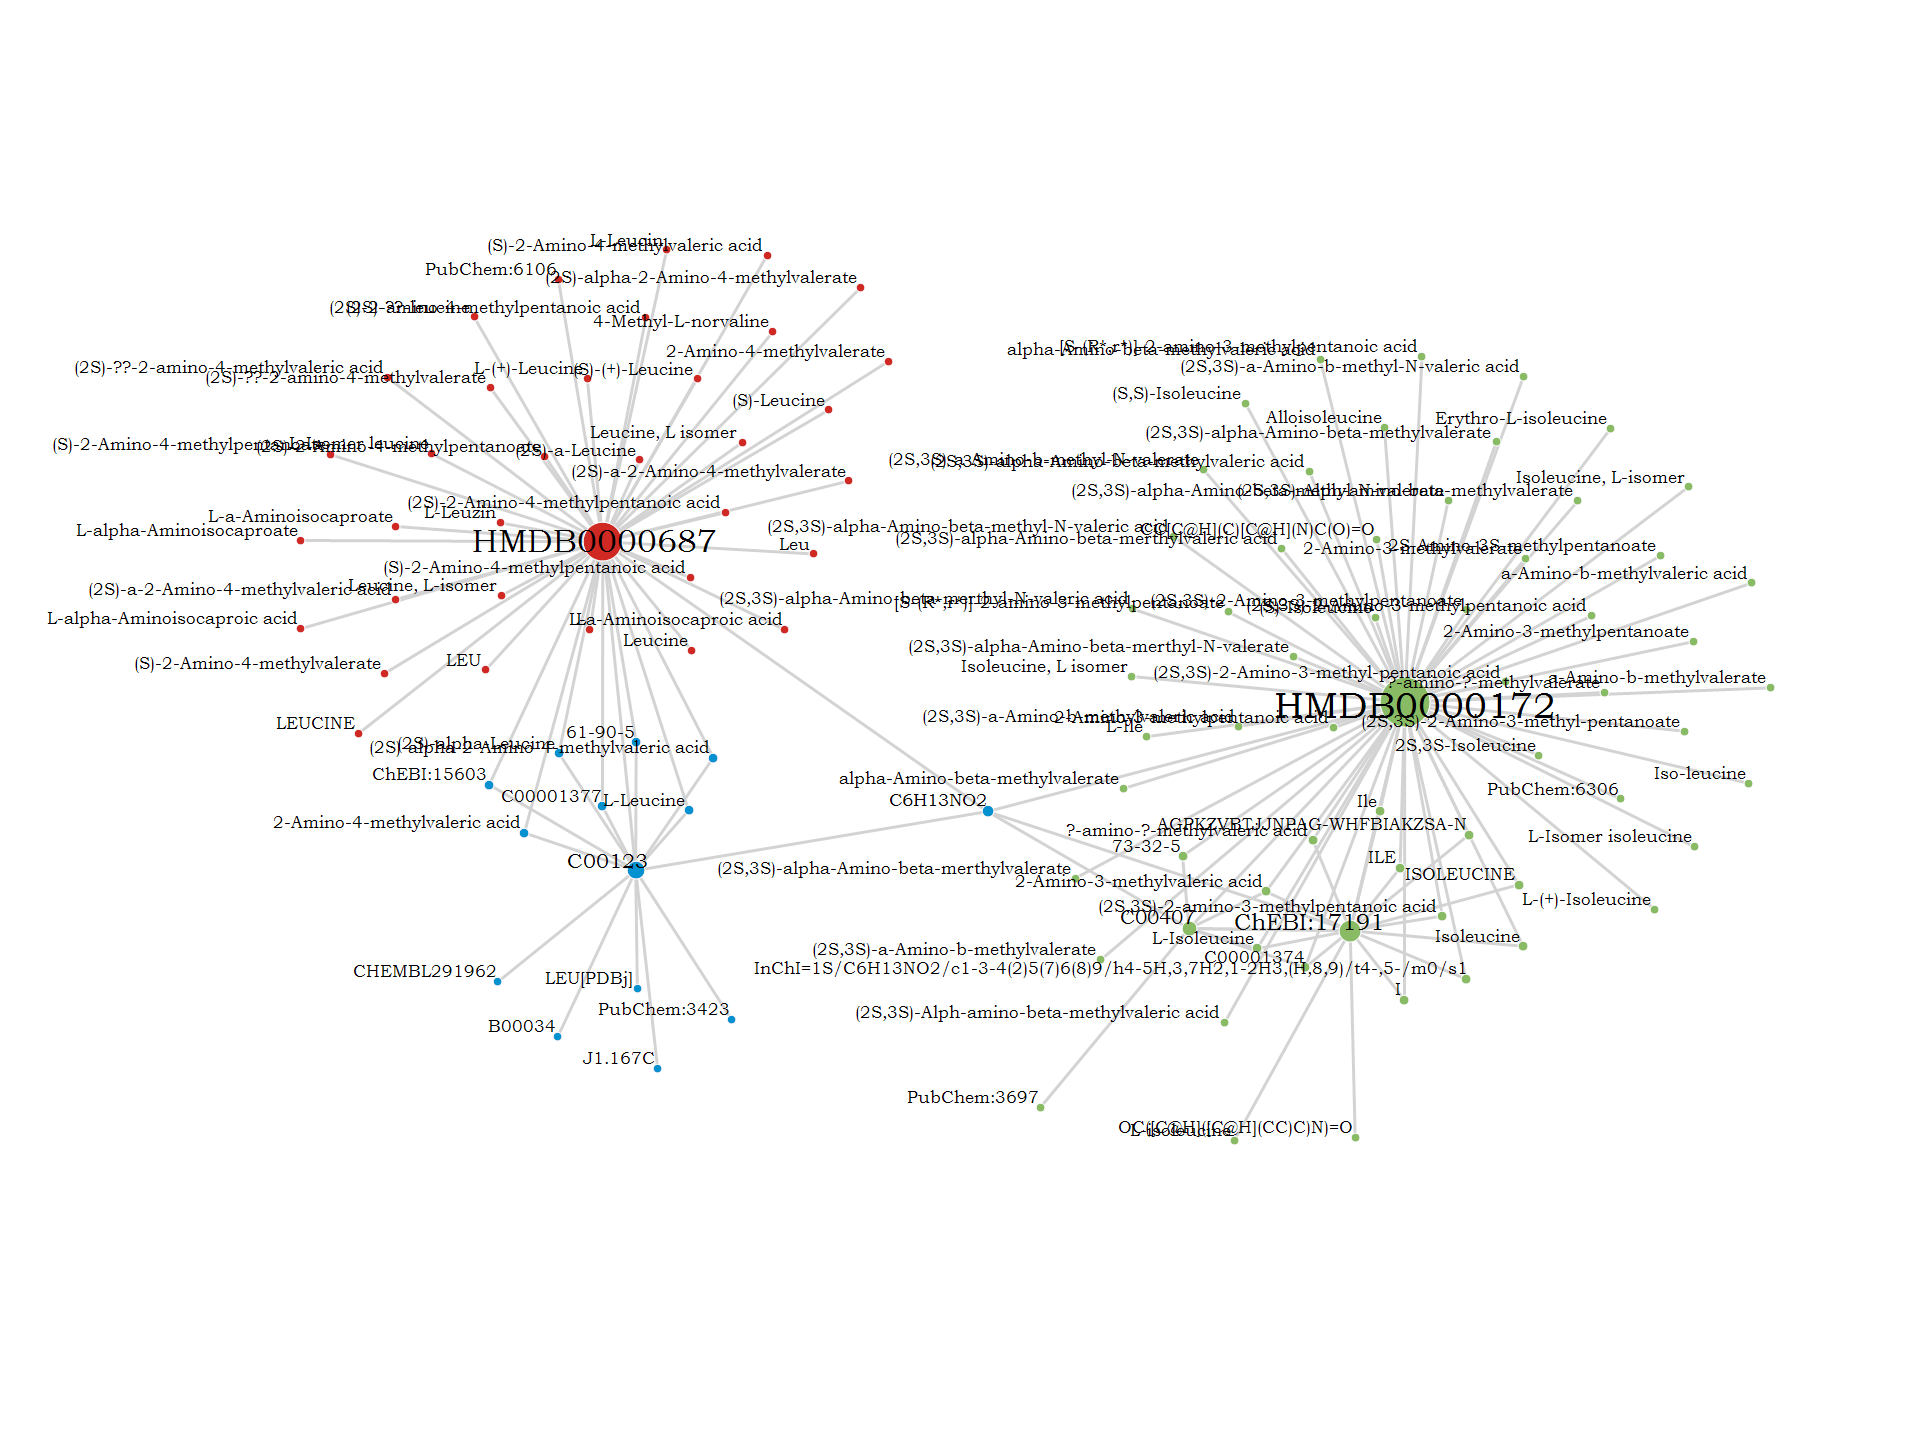 L-Leucin
(S)-2-Amino-4-methylvaleric acid
PubChem:6106
(2S)-alpha-2-Amino-4-methylvalerate
(2S)-2-amino-4-methylpentanoic acid
4-Methyl-L-norvaline
2-Amino-4-methylvalerate
(2S)-??-2-amino-4-methylvaleric acid
(2S)-??-2-amino-4-methylvalerate
L-(+)-Leucine
(S)-(+)-Leucine
(S)-Leucine
Leucine, L isomer
(S)-2-Amino-4-methylpentanoate
L-Isomer leucine
(2S)-2-Amino-4-methylpentanoate
(2S)-a-Leucine
(2S)-a-2-Amino-4-methylvalerate
(2S)-2-Amino-4-methylpentanoic acid
L-Leuzin
L-a-Aminoisocaproate
L-alpha-Aminoisocaproate
HMDB0000687
Leu
(S)-2-Amino-4-methylpentanoic acid
Leucine, L-isomer
(2S)-a-2-Amino-4-methylvaleric acid
L-alpha-Aminoisocaproic acid
L-a-Aminoisocaproic acid
Leucine
(S)-2-Amino-4-methylvalerate
LEU
LEUCINE
61-90-5
(2S)-alpha-Leucine
(2S)-alpha-2-Amino-4-methylvaleric acid
ChEBI:15603
C00001377
L-Leucine
2-Amino-4-methylvaleric acid
C00123
CHEMBL291962
LEU[PDBj]
PubChem:3423
B00034
J1.167C
C6H13NO2
[S-(R*,r*)]-2-amino-3-methylpentanoic acid
alpha-Amino-beta-methylvaleric acid
(2S,3S)-a-Amino-b-methyl-N-valeric acid
(S,S)-Isoleucine
Alloisoleucine
Erythro-L-isoleucine
(2S,3S)-alpha-Amino-beta-methylvalerate
(2S,3S)-a-Amino-b-methyl-N-valerate
(2S,3S)-alpha-Amino-beta-methylvaleric acid
Isoleucine, L-isomer
(2S,3S)-alpha-Amino-beta-methyl-N-valerate
(2S,3S)-Alph-amino-beta-methylvalerate
(2S,3S)-alpha-Amino-beta-methyl-N-valeric acid
CC[C@H](C)[C@H](N)C(O)=O
(2S,3S)-alpha-Amino-beta-merthylvaleric acid
2-Amino-3-methylvalerate
2S-Amino-3S-methylpentanoate
a-Amino-b-methylvaleric acid
(2S,3S)-alpha-Amino-beta-merthyl-N-valeric acid
[S-(R*,r*)]-2-amino-3-methylpentanoate
(2S,3S)-2-Amino-3-methylpentanoate
(S)-Isoleucine
(2S,3S)-2-Amino-3-methylpentanoic acid
2-Amino-3-methylpentanoate
(2S,3S)-alpha-Amino-beta-merthyl-N-valerate
Isoleucine, L isomer
(2S,3S)-2-Amino-3-methyl-pentanoic acid
?-amino-?-methylvalerate
a-Amino-b-methylvalerate
HMDB0000172
(2S,3S)-a-Amino-b-methylvaleric acid
2-Amino-3-methylpentanoic acid
L-Ile
(2S,3S)-2-Amino-3-methyl-pentanoate
2S,3S-Isoleucine
alpha-Amino-beta-methylvalerate
Iso-leucine
PubChem:6306
Ile
AGPKZVBTJJNPAG-WHFBIAKZSA-N
?-amino-?-methylvaleric acid
L-Isomer isoleucine
73-32-5
ILE
(2S,3S)-alpha-Amino-beta-merthylvalerate
ISOLEUCINE
2-Amino-3-methylvaleric acid
L-(+)-Isoleucine
(2S,3S)-2-amino-3-methylpentanoic acid
C00407
ChEBI:17191
L-Isoleucine
Isoleucine
(2S,3S)-a-Amino-b-methylvalerate
C00001374
InChI=1S/C6H13NO2/c1-3-4(2)5(7)6(8)9/h4-5H,3,7H2,1-2H3,(H,8,9)/t4-,5-/m0/s1
I
(2S,3S)-Alph-amino-beta-methylvaleric acid
PubChem:3697
OC([C@H]([C@H](CC)C)N)=O
L-isoleucine